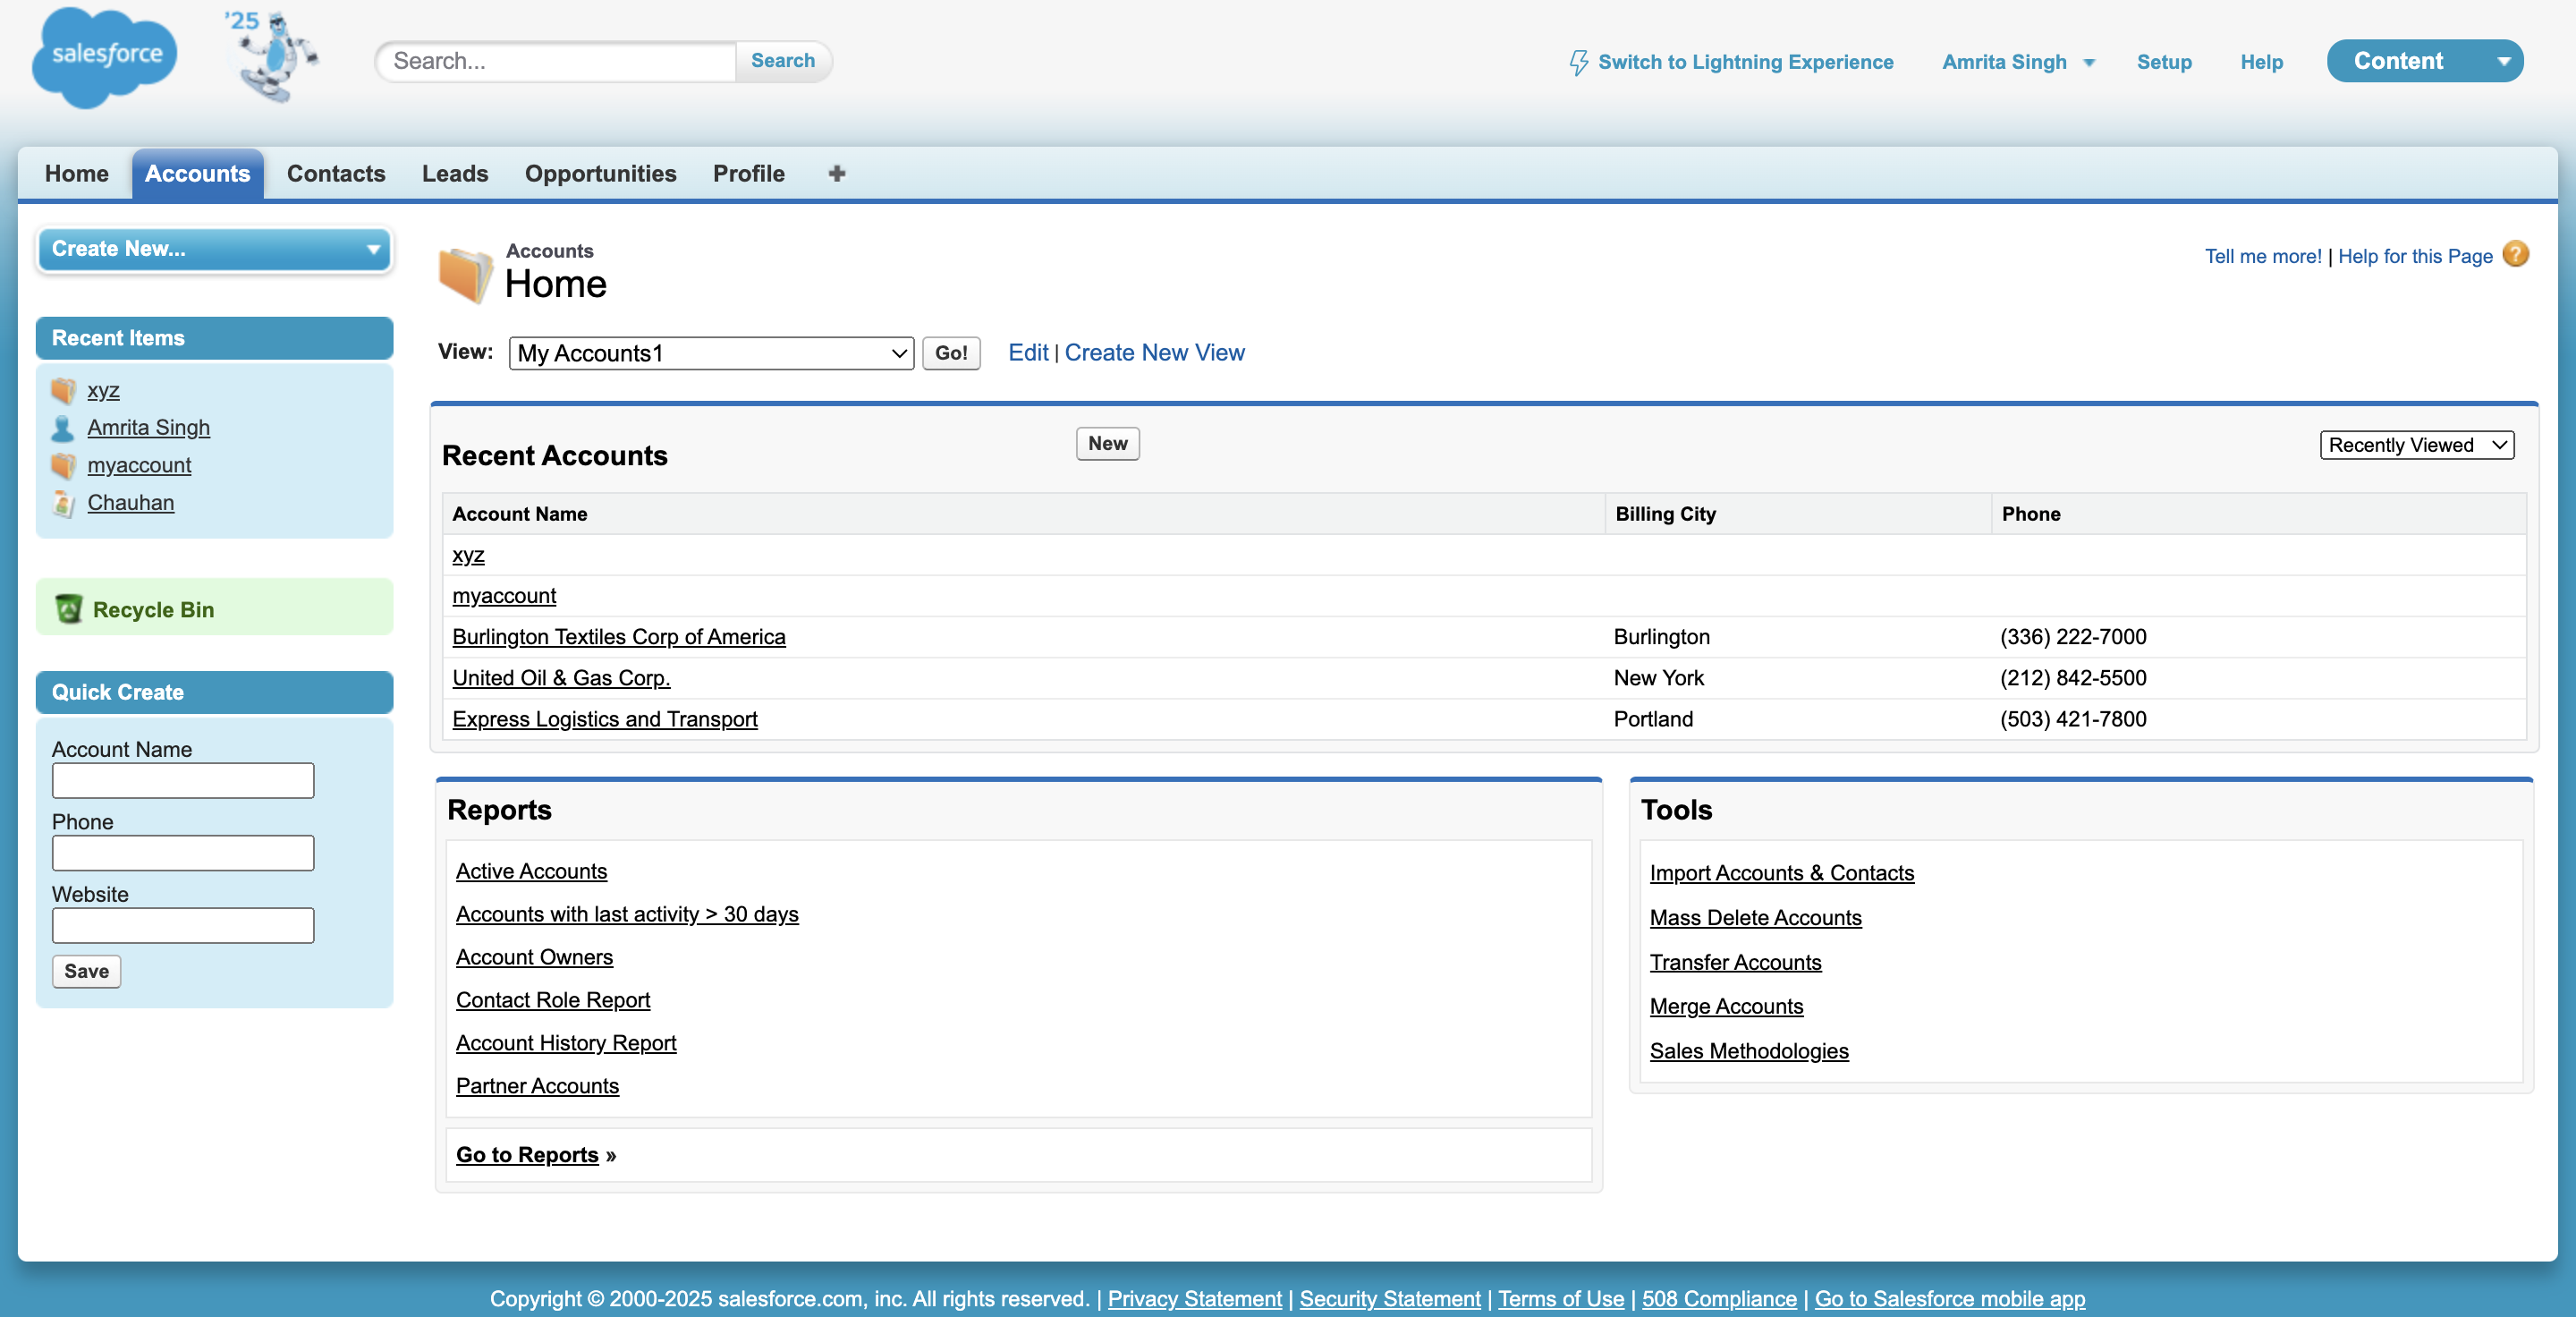 salesforce
'25
Search...
Search
Switch to Lightning Experience
Amrita Singh
Setup
Help
Content
Home
Accounts
Contacts
Leads
Opportunities
Profile
Create New...
Recent Items
xyz
Amrita Singh
myaccount
Chauhan
Recycle Bin
Quick Create
Account Name
Phone
Website
Save
Accounts
Home
Tell me more! | Help for this Page
View: My Accounts1 Go! Edit | Create New View
Recent Accounts
New
Recently Viewed
Account Name Billing City Phone
xyz
myaccount
Burlington Textiles Corp of America Burlington (336) 222-7000
United Oil & Gas Corp. New York (212) 842-5500
Express Logistics and Transport Portland (503) 421-7800
Reports
Active Accounts
Accounts with last activity > 30 days
Account Owners
Contact Role Report
Account History Report
Partner Accounts
Go to Reports »
Tools
Import Accounts & Contacts
Mass Delete Accounts
Transfer Accounts
Merge Accounts
Sales Methodologies
Copyright © 2000-2025 salesforce.com, inc. All rights reserved. | Privacy Statement | Security Statement | Terms of Use | 508 Compliance | Go to Salesforce mobile app